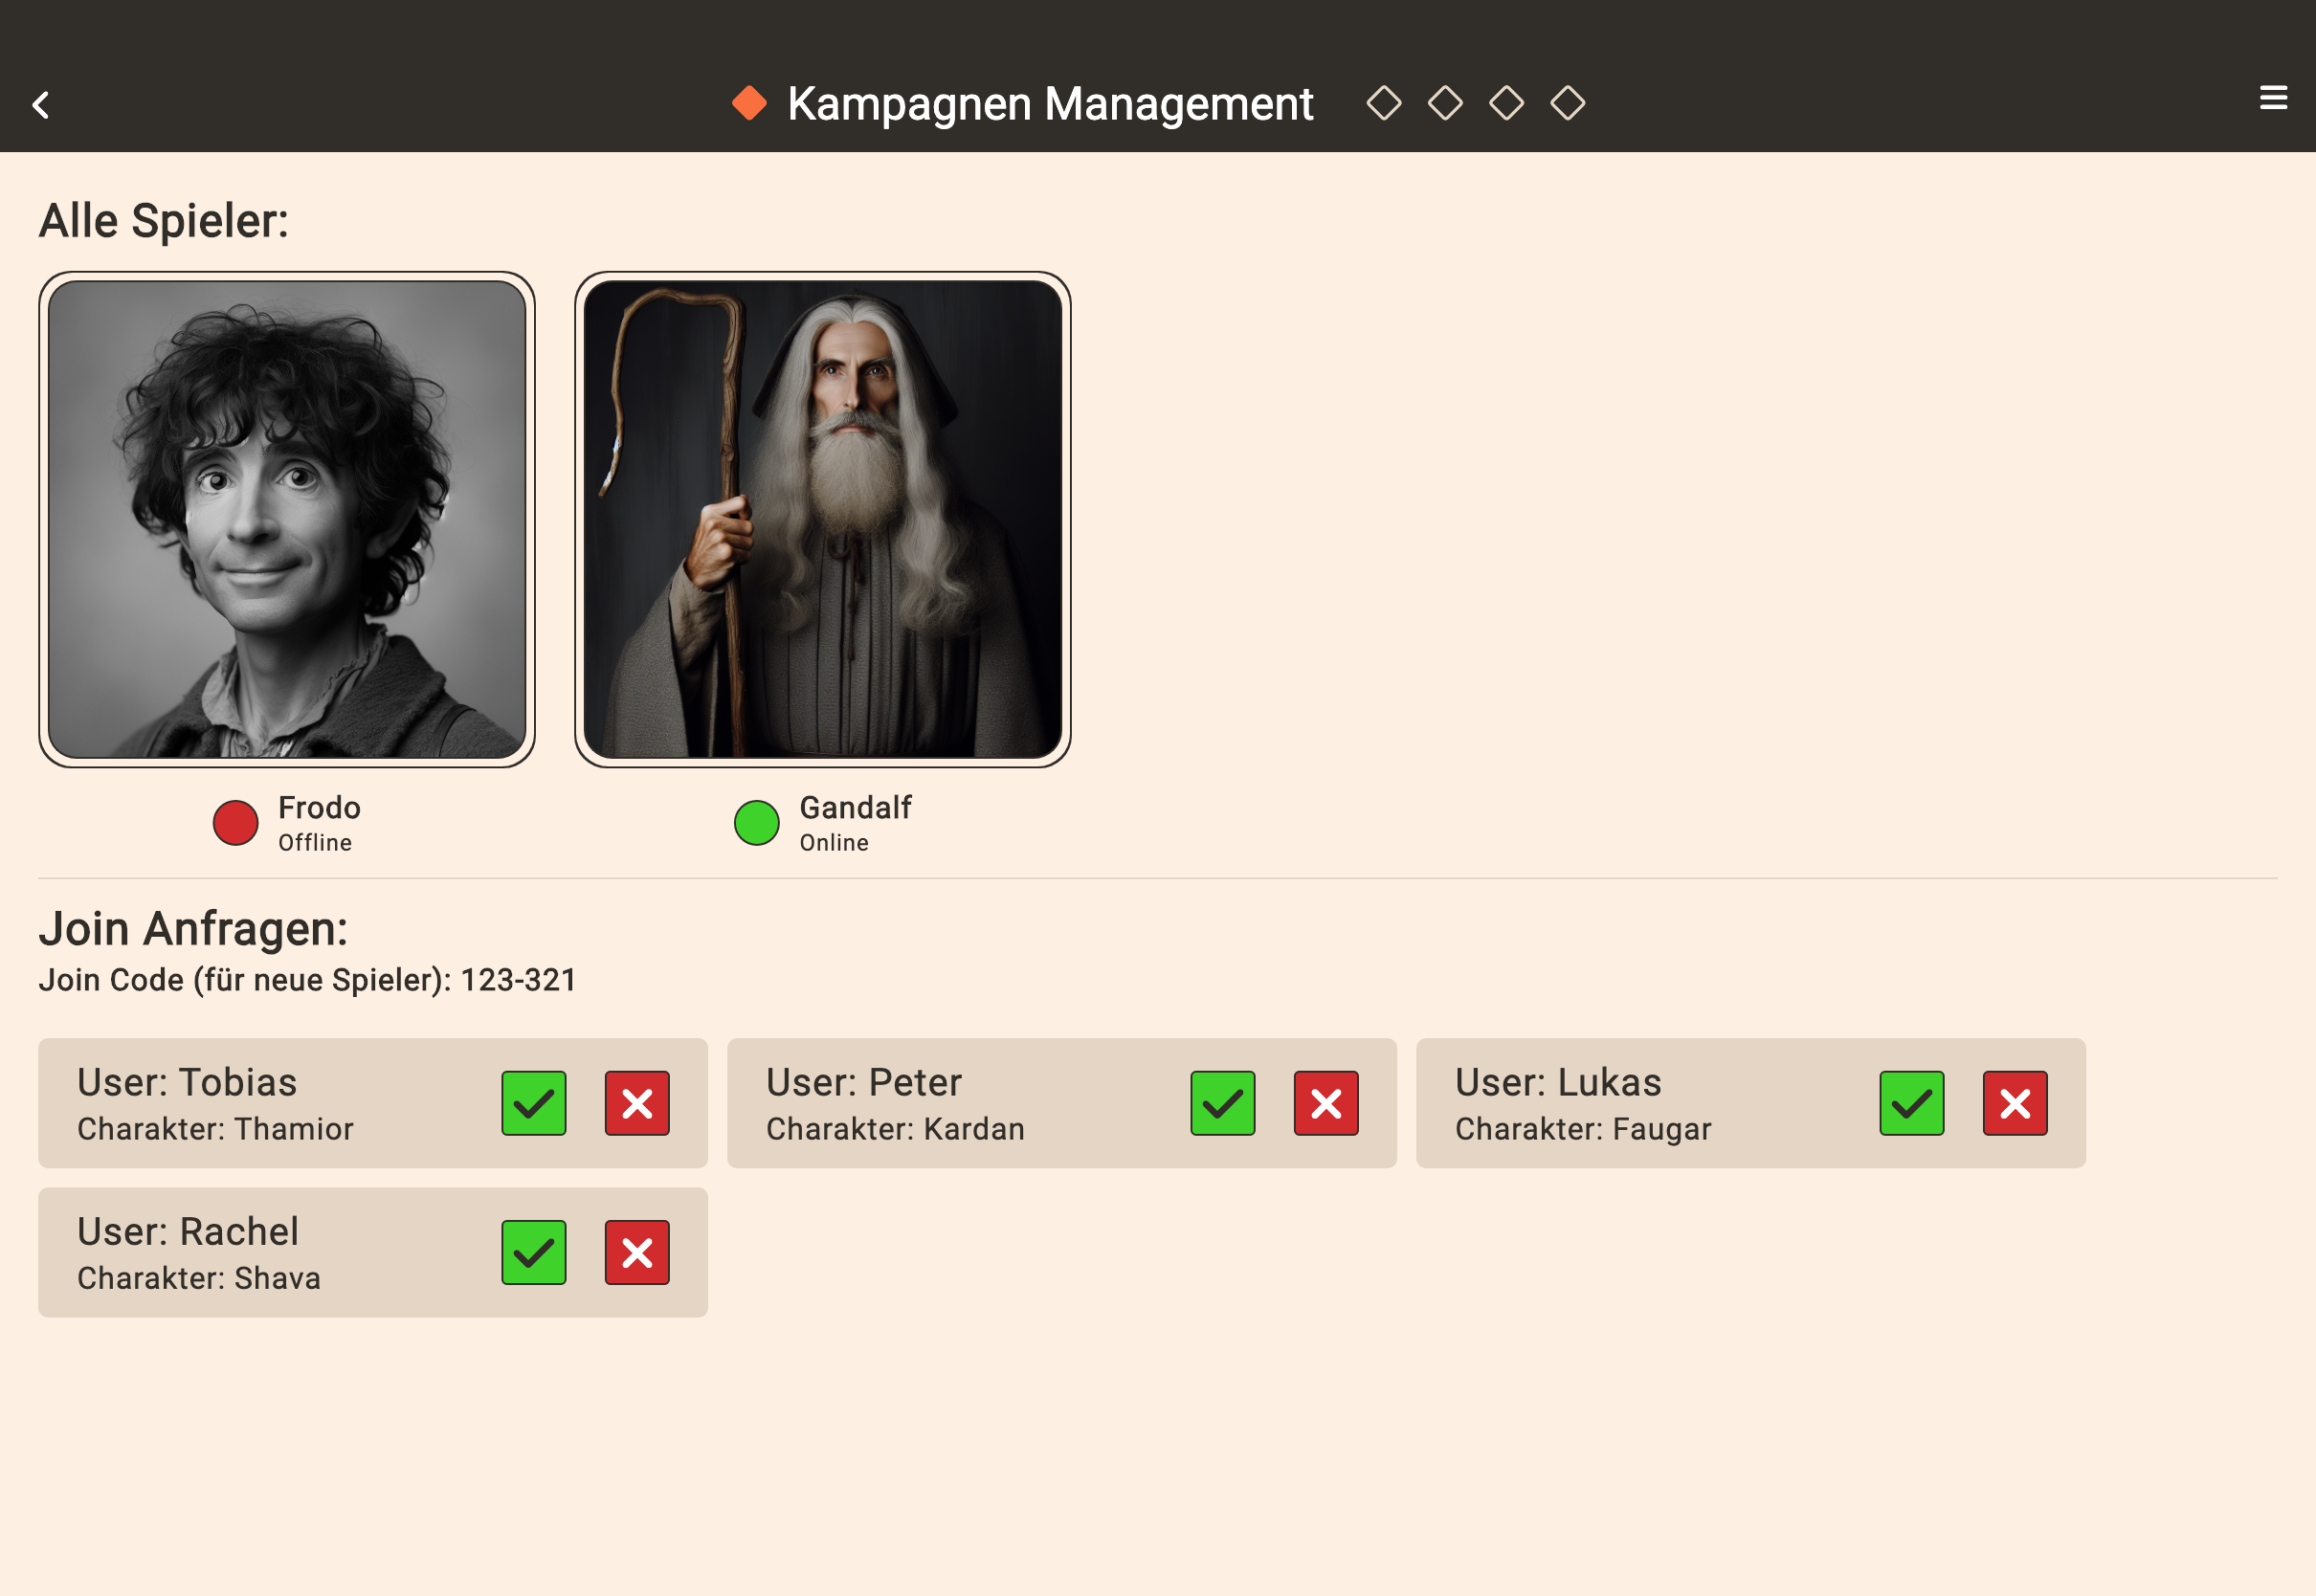 Kampagnen Management
Alle Spieler:
Frodo
Offline
Gandalf
Online
Join Anfragen:
Join Code (für neue Spieler): 123-321
User: Tobias
Charakter: Thamior
User: Peter
Charakter: Kardan
User: Lukas
Charakter: Faugar
User: Rachel
Charakter: Shava